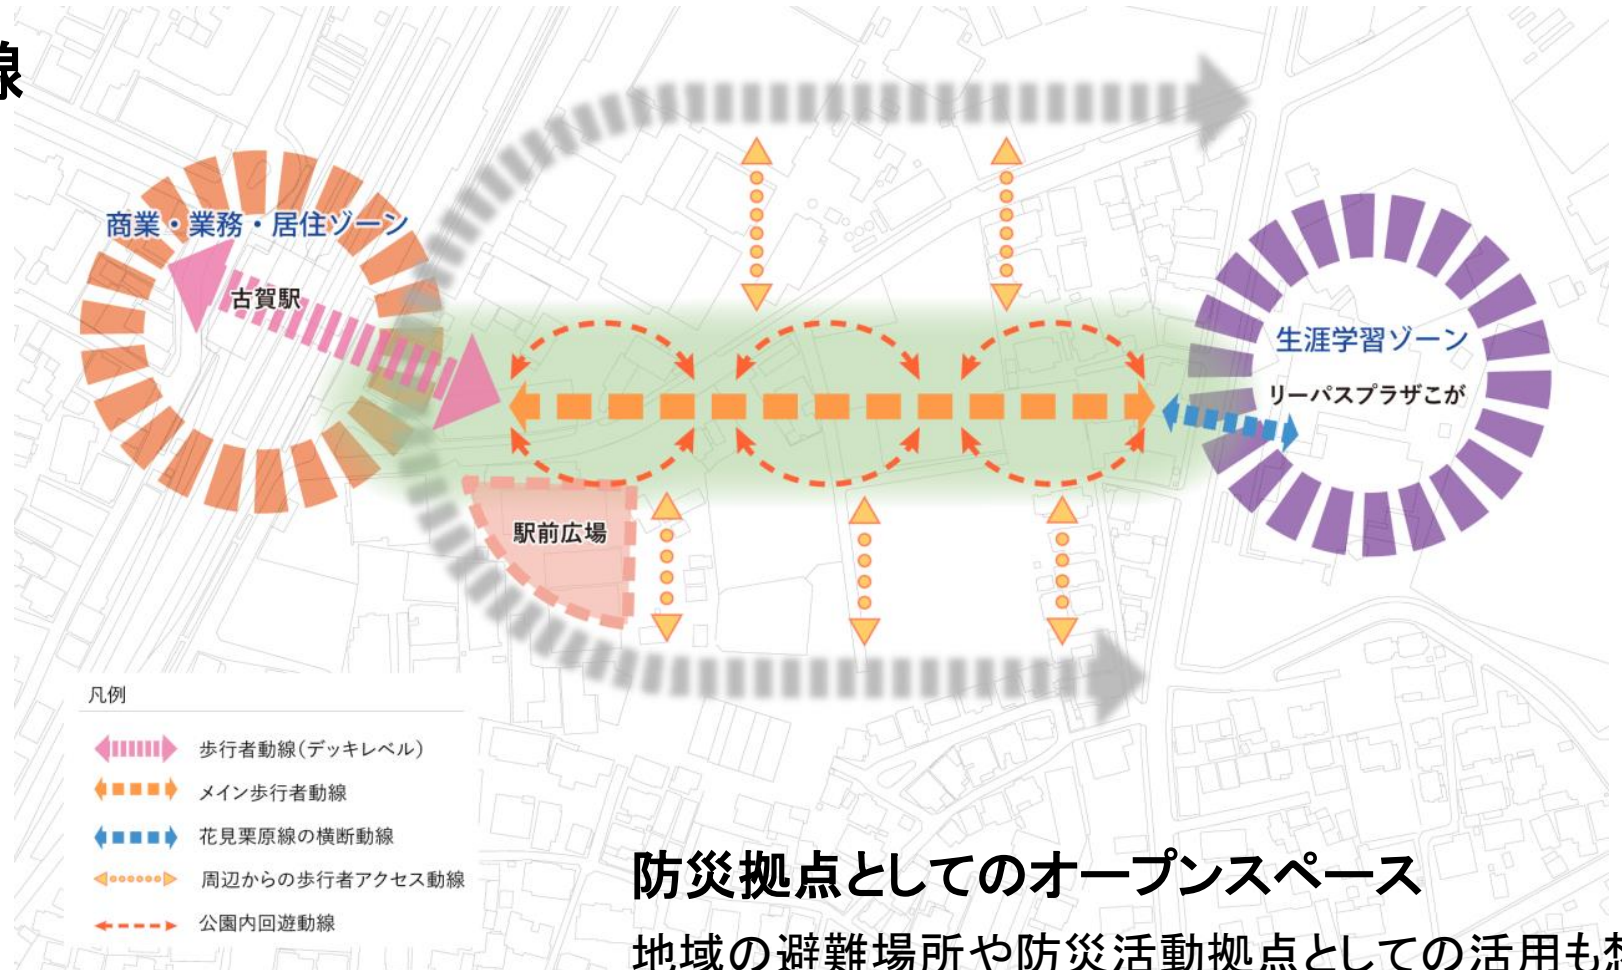 線
商業・業務・居住ゾーン
古賀駅
生涯学習ゾーン
リーパスプラザこが
駅前広場
凡例
歩行者動線(デッキレベル)
メイン歩行者動線
花見栗原線の横断動線
周辺からの歩行者アクセス動線
公園内回遊動線
防災拠点としてのオープンスペース
地域の避難場所や防災活動拠点としての活用も想